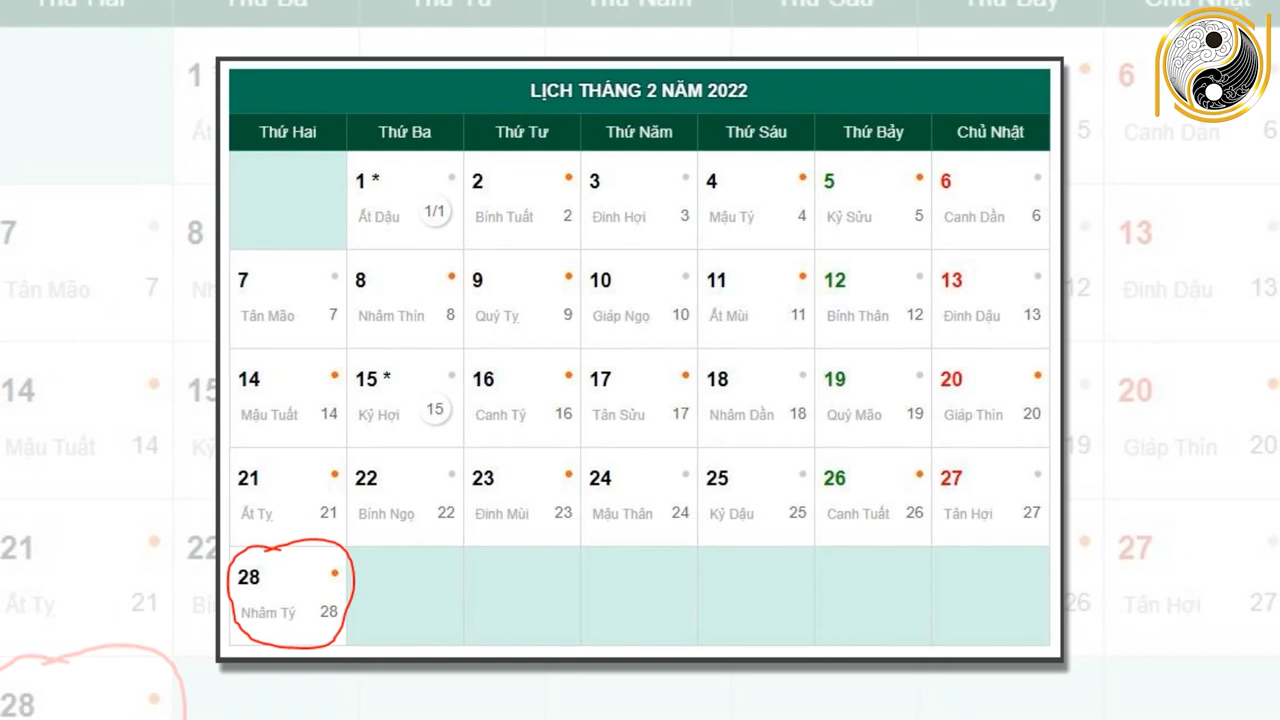 LỊCH THÁNG 2 NĂM 2022
Thứ Hai Thứ Ba Thứ Tư Thứ Năm Thứ Sáu Thứ Bảy Chủ Nhật
1 * 2 3 4 5 6
Ất Dậu 1/1 Bính Tuất 2 Đinh Hợi 3 Mậu Tý 4 Kỷ Sửu 5 Canh Dần 6
7 8 9 10 11 12 13
Tân Mão 7 Nhâm Thìn 8 Quý Tỵ 9 Giáp Ngọ 10 Ất Mùi 11 Bính Thân 12 Đinh Dậu 13
14 15 * 16 17 18 19 20
Mậu Tuất 14 Kỷ Hợi 15 Canh Tý 16 Tân Sửu 17 Nhâm Dần 18 Quý Mão 19 Giáp Thìn 20
21 22 23 24 25 26 27
Ất Tỵ 21 Bính Ngọ 22 Đinh Mùi 23 Mậu Thân 24 Kỷ Dậu 25 Canh Tuất 26 Tân Hợi 27
28
Nhâm Tý 28